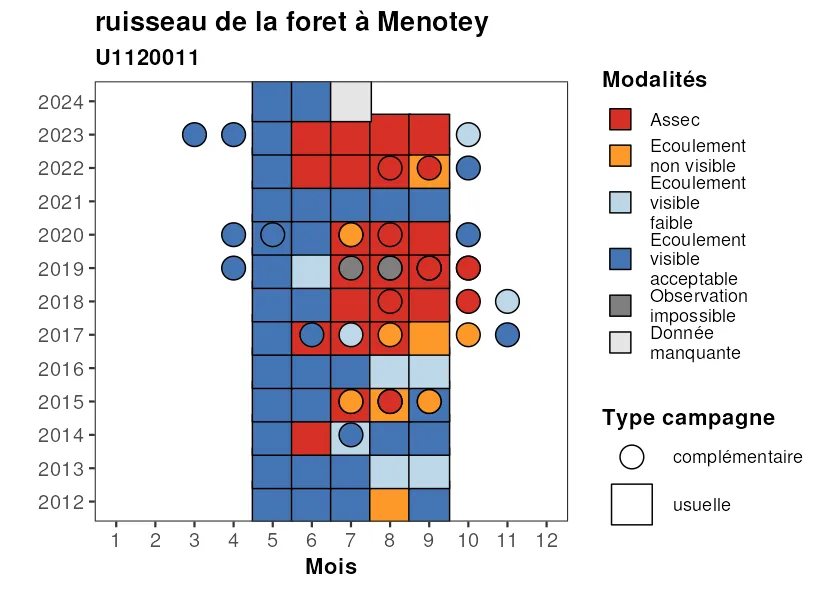 ruisseau de la foret à Menotey
U1120011
2024
2023
2022
2021
2020
2019
2018
2017
2016
2015
2014
2013
2012
1 2 3 4 5 6 7 8 9 10 11 12
Mois
Modalités
Assec
Ecoulement
non visible
Ecoulement
visible
faible
Ecoulement
visible
acceptable
Observation
impossible
Donnée
manquante
Type campagne
complémentaire
usuelle